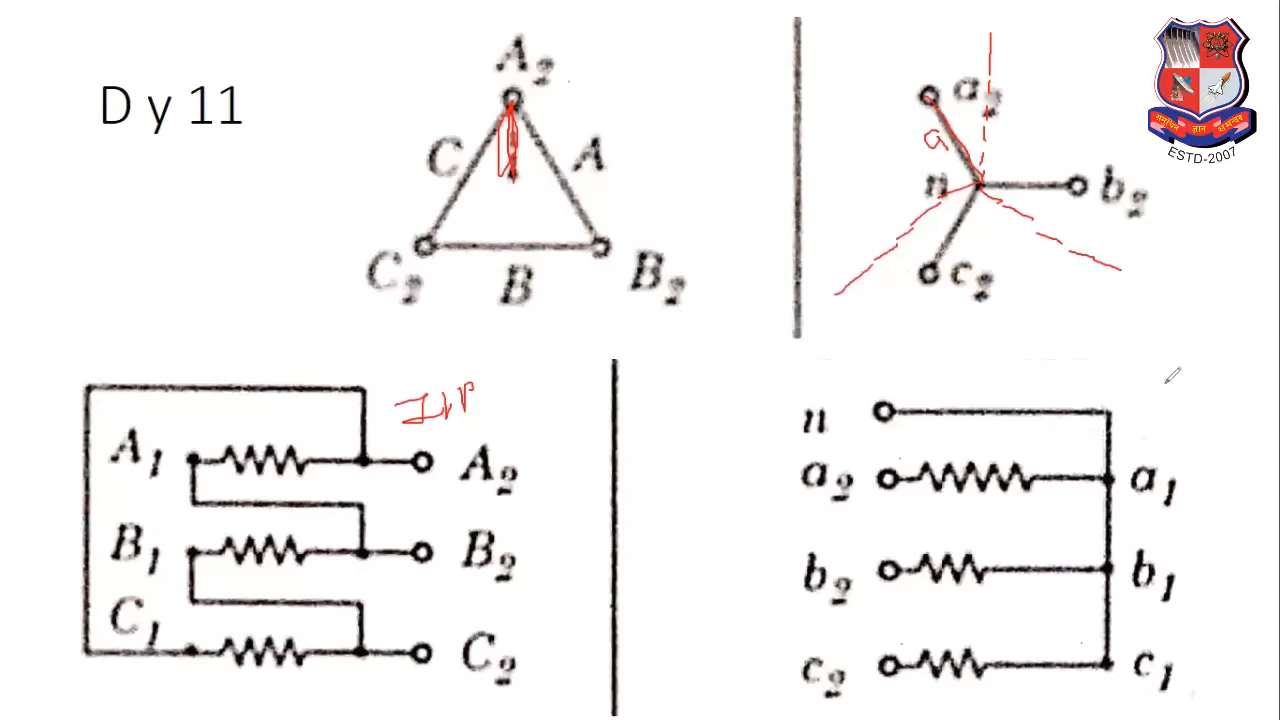 D y 11
A₂
C
A
C₂
B
B₂
a₂
a
n
b₂
c₂
ESTD-2007
I/P
A₁
A₂
B₁
B₂
C₁
C₂
n
a₂
a₁
b₂
b₁
c₂
c₁